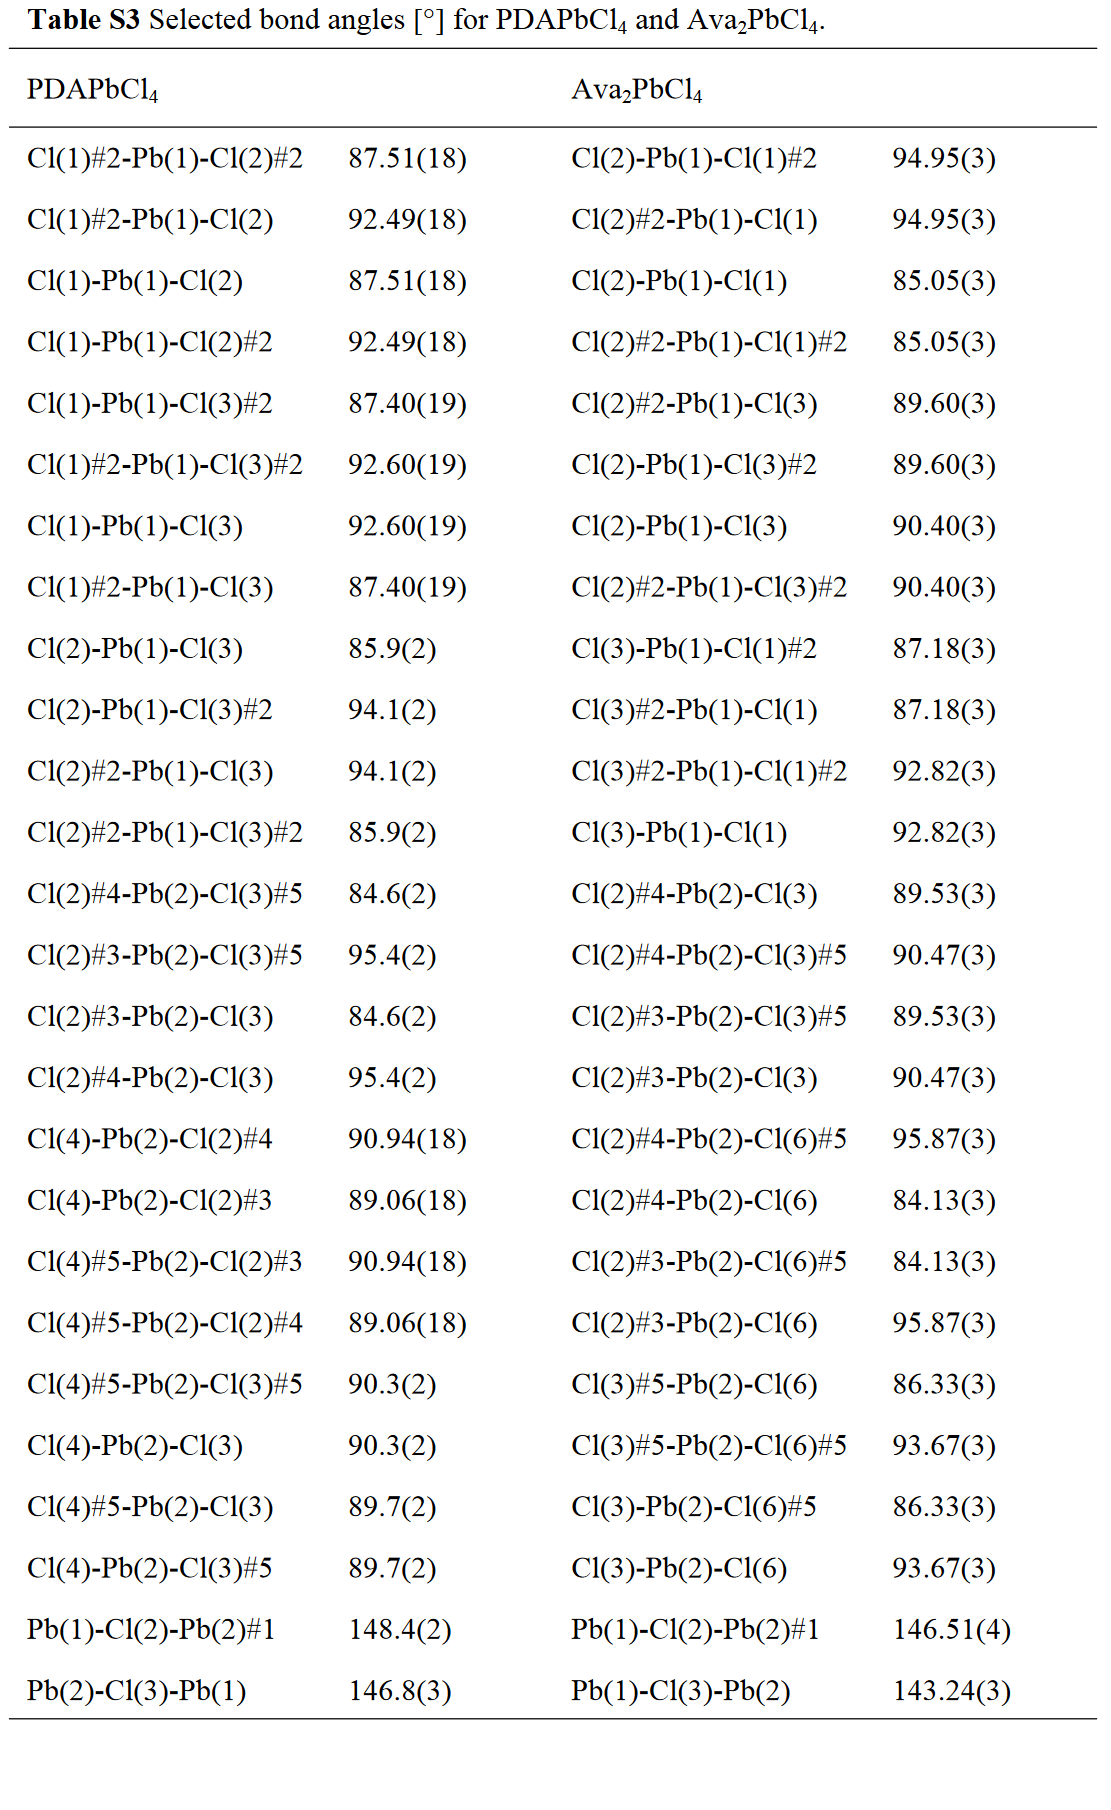 Table S3 Selected bond angles [°] for PDAPbCl4 and Ava2PbCl4.
PDAPbCl4 Ava2PbCl4
Cl(1)#2-Pb(1)-Cl(2)#2 87.51(18) Cl(2)-Pb(1)-Cl(1)#2 94.95(3)
Cl(1)#2-Pb(1)-Cl(2) 92.49(18) Cl(2)#2-Pb(1)-Cl(1) 94.95(3)
Cl(1)-Pb(1)-Cl(2) 87.51(18) Cl(2)-Pb(1)-Cl(1) 85.05(3)
Cl(1)-Pb(1)-Cl(2)#2 92.49(18) Cl(2)#2-Pb(1)-Cl(1)#2 85.05(3)
Cl(1)-Pb(1)-Cl(3)#2 87.40(19) Cl(2)#2-Pb(1)-Cl(3) 89.60(3)
Cl(1)#2-Pb(1)-Cl(3)#2 92.60(19) Cl(2)-Pb(1)-Cl(3)#2 89.60(3)
Cl(1)-Pb(1)-Cl(3) 92.60(19) Cl(2)-Pb(1)-Cl(3) 90.40(3)
Cl(1)#2-Pb(1)-Cl(3) 87.40(19) Cl(2)#2-Pb(1)-Cl(3)#2 90.40(3)
Cl(2)-Pb(1)-Cl(3) 85.9(2) Cl(3)-Pb(1)-Cl(1)#2 87.18(3)
Cl(2)-Pb(1)-Cl(3)#2 94.1(2) Cl(3)#2-Pb(1)-Cl(1) 87.18(3)
Cl(2)#2-Pb(1)-Cl(3) 94.1(2) Cl(3)#2-Pb(1)-Cl(1)#2 92.82(3)
Cl(2)#2-Pb(1)-Cl(3)#2 85.9(2) Cl(3)-Pb(1)-Cl(1) 92.82(3)
Cl(2)#4-Pb(2)-Cl(3)#5 84.6(2) Cl(2)#4-Pb(2)-Cl(3) 89.53(3)
Cl(2)#3-Pb(2)-Cl(3)#5 95.4(2) Cl(2)#4-Pb(2)-Cl(3)#5 90.47(3)
Cl(2)#3-Pb(2)-Cl(3) 84.6(2) Cl(2)#3-Pb(2)-Cl(3)#5 89.53(3)
Cl(2)#4-Pb(2)-Cl(3) 95.4(2) Cl(2)#3-Pb(2)-Cl(3) 90.47(3)
Cl(4)-Pb(2)-Cl(2)#4 90.94(18) Cl(2)#4-Pb(2)-Cl(6)#5 95.87(3)
Cl(4)-Pb(2)-Cl(2)#3 89.06(18) Cl(2)#4-Pb(2)-Cl(6) 84.13(3)
Cl(4)#5-Pb(2)-Cl(2)#3 90.94(18) Cl(2)#3-Pb(2)-Cl(6)#5 84.13(3)
Cl(4)#5-Pb(2)-Cl(2)#4 89.06(18) Cl(2)#3-Pb(2)-Cl(6) 95.87(3)
Cl(4)#5-Pb(2)-Cl(3)#5 90.3(2) Cl(3)#5-Pb(2)-Cl(6) 86.33(3)
Cl(4)-Pb(2)-Cl(3) 90.3(2) Cl(3)#5-Pb(2)-Cl(6)#5 93.67(3)
Cl(4)#5-Pb(2)-Cl(3) 89.7(2) Cl(3)-Pb(2)-Cl(6)#5 86.33(3)
Cl(4)-Pb(2)-Cl(3)#5 89.7(2) Cl(3)-Pb(2)-Cl(6) 93.67(3)
Pb(1)-Cl(2)-Pb(2)#1 148.4(2) Pb(1)-Cl(2)-Pb(2)#1 146.51(4)
Pb(2)-Cl(3)-Pb(1) 146.8(3) Pb(1)-Cl(3)-Pb(2) 143.24(3)